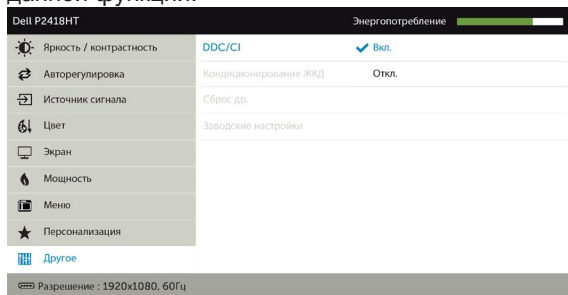 данной функции.
Dell P2418HT Энергопотребление
Яркость / контрастность DDC/CI Вкл.
Авторегулировка Кондиционирование ЖКД Откл.
Источник сигнала Сброс др.
Цвет Заводские настройки
Экран
Мощность
Меню
Персонализация
Другое
Разрешение : 1920x1080, 60Гц